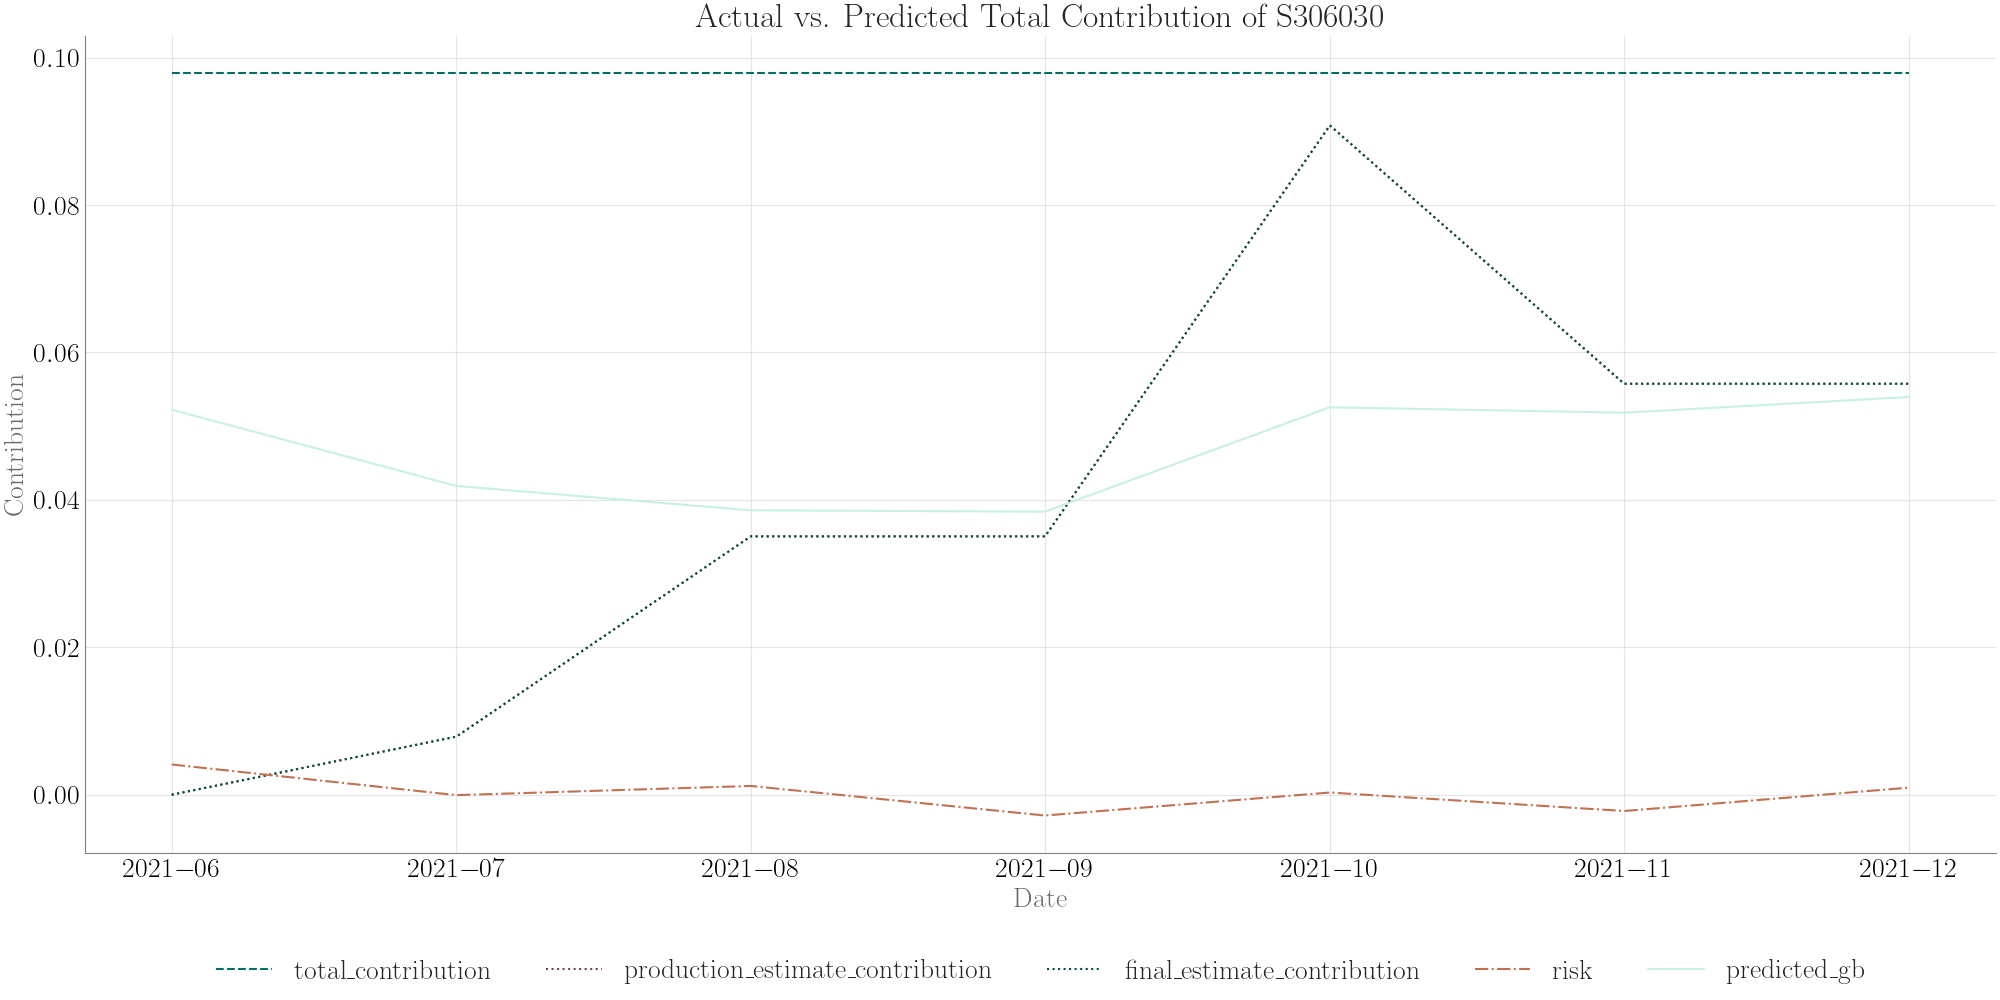 Actual vs. Predicted Total Contribution of S306030
0.10
0.08
0.06
0.04
0.02
0.00
Contribution
2021−06 2021−07 2021−08 2021−09 2021−10 2021−11 2021−12
Date
total_contribution production_estimate_contribution final_estimate_contribution risk predicted_gb